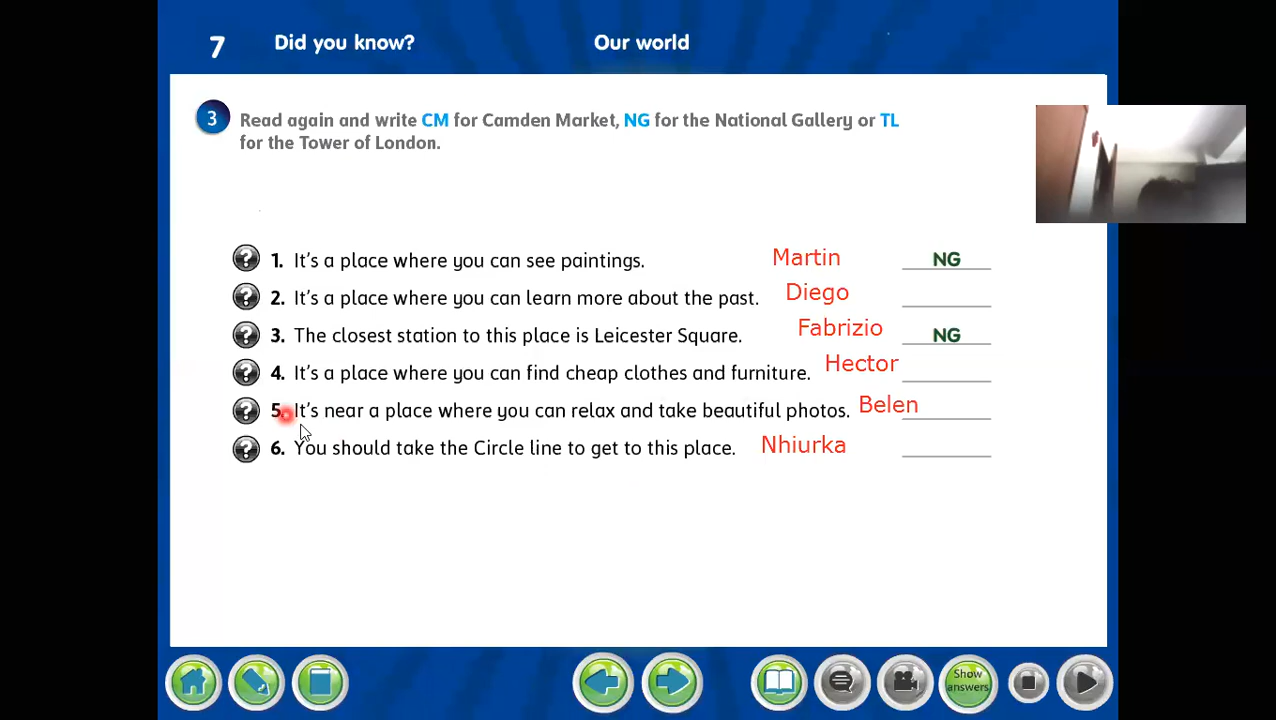 7 Did you know? Our world
3 Read again and write CM for Camden Market, NG for the National Gallery or TL
for the Tower of London.
1. It's a place where you can see paintings. Martin NG
2. It's a place where you can learn more about the past. Diego
3. The closest station to this place is Leicester Square. Fabrizio NG
4. It's a place where you can find cheap clothes and furniture. Hector
5. It's near a place where you can relax and take beautiful photos. Belen
6. You should take the Circle line to get to this place. Nhiurka
Show
answers